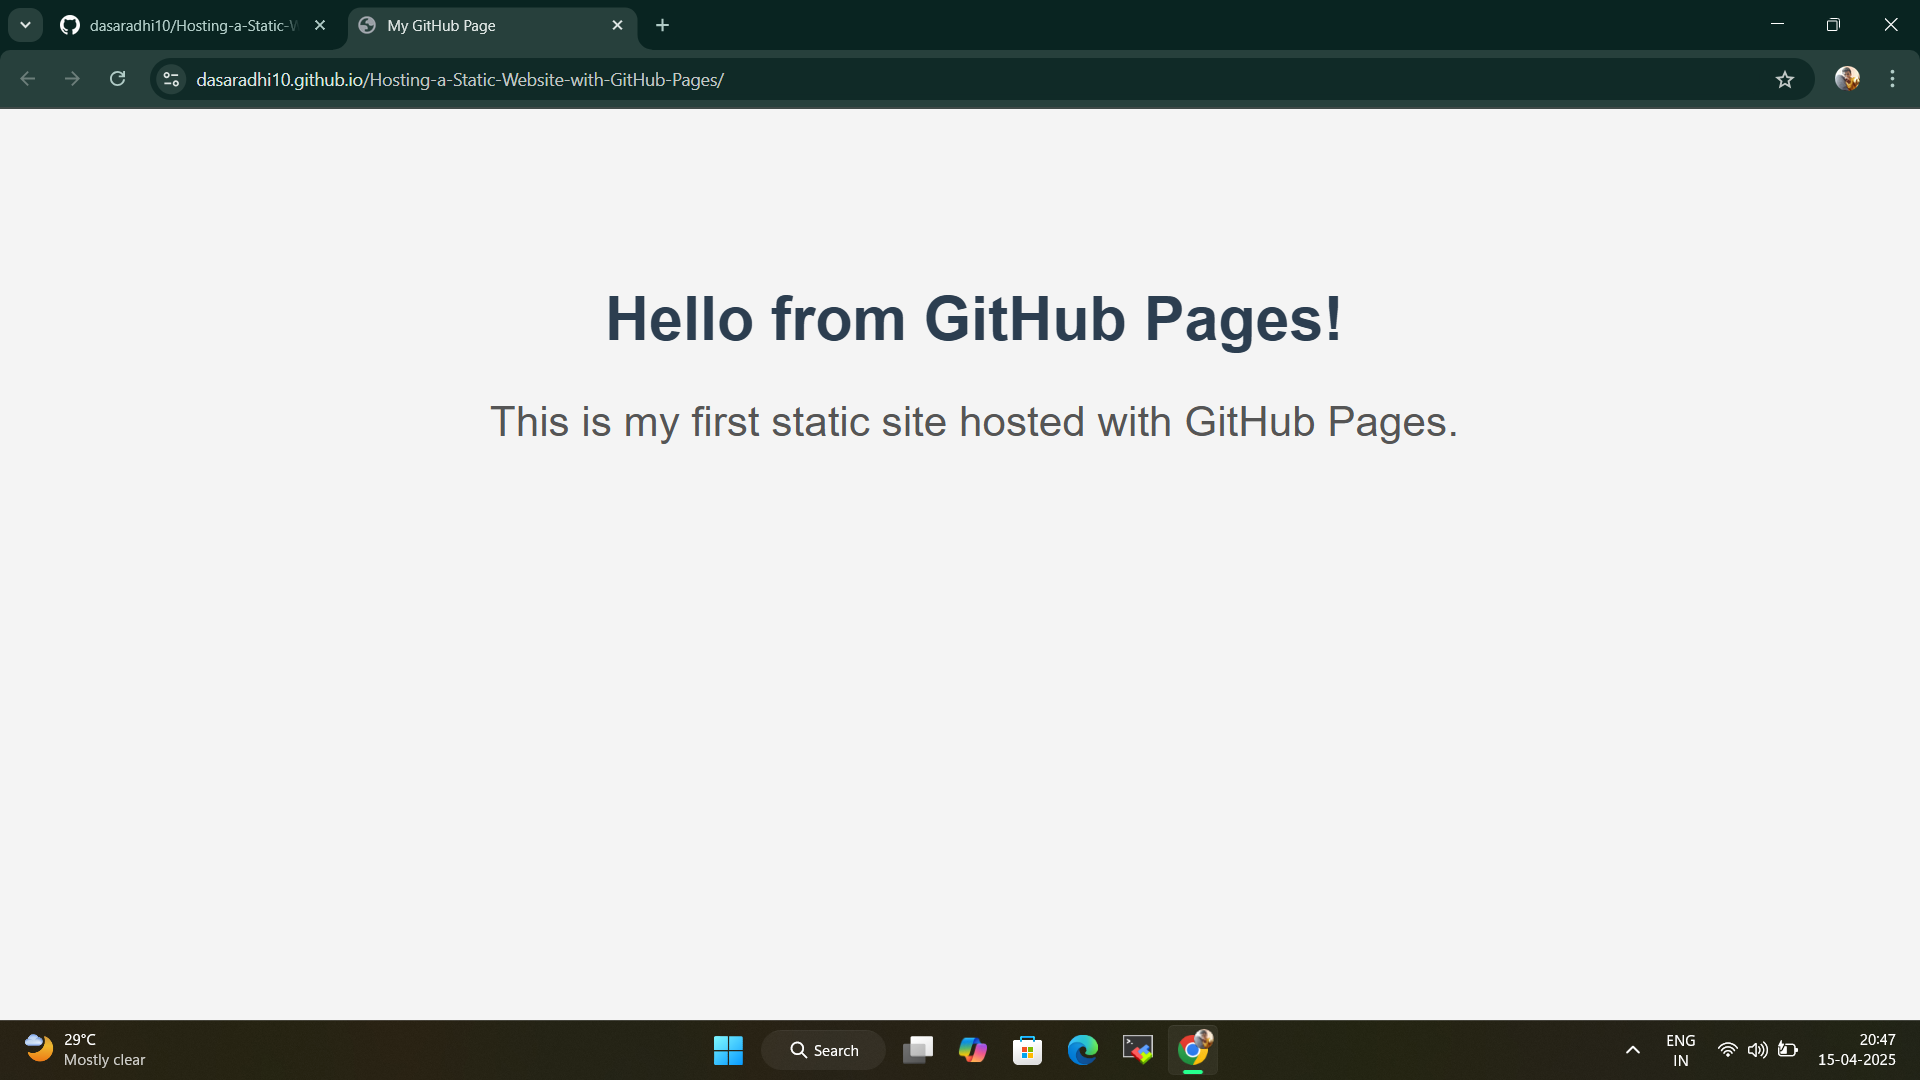 dasaradhi10/Hosting-a-Static-W
My GitHub Page
dasaradhi10.github.io/Hosting-a-Static-Website-with-GitHub-Pages/
Hello from GitHub Pages!
This is my first static site hosted with GitHub Pages.
29°C
Mostly clear
Search
ENG
IN
20:47
15-04-2025